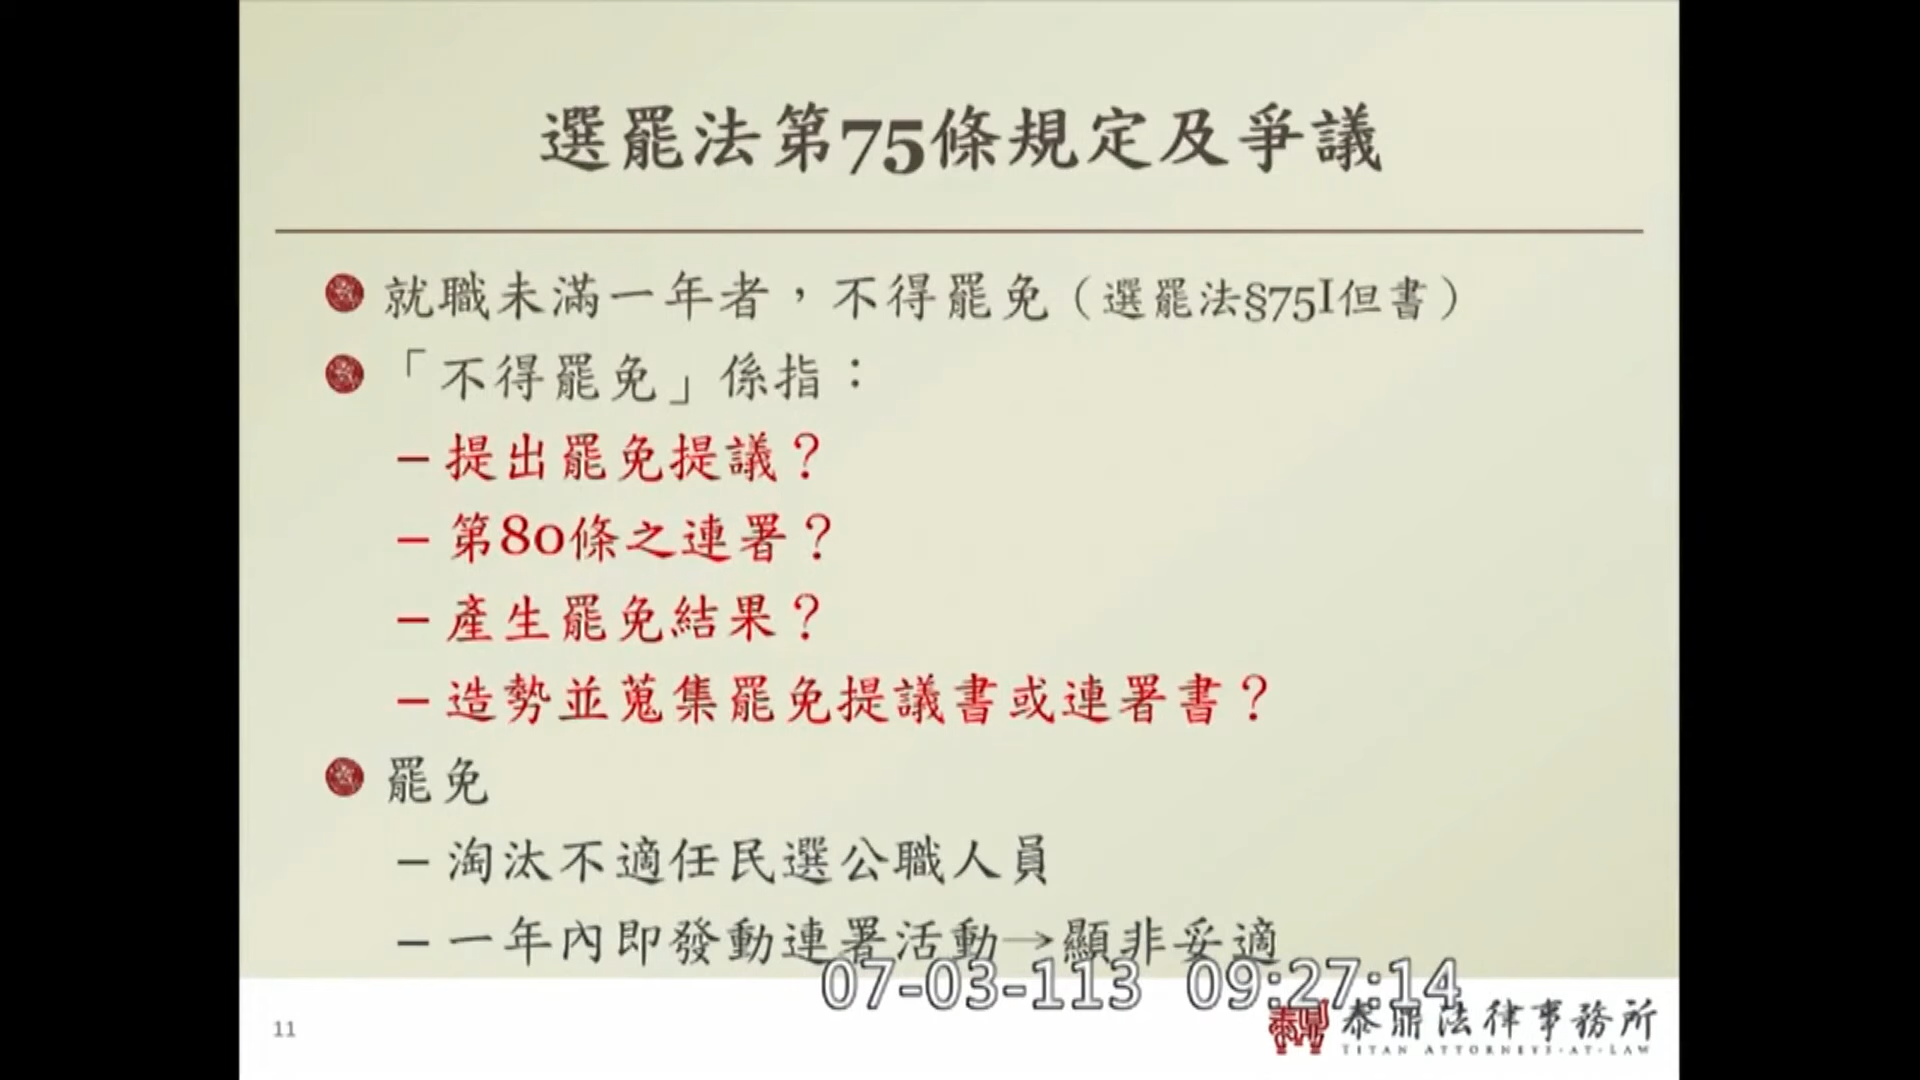 選罷法第75條規定及爭議
就職未滿一年者，不得罷免（選罷法§75I但書）
「不得罷免」係指：
– 提出罷免提議？
– 第80條之連署？
– 產生罷免結果？
– 造勢並蒐集罷免提議書或連署書？
罷免
– 淘汰不適任民選公職人員
– 一年內即發動連署活動→顯非妥適
07-03-113 09:27:14
11
泰鼎 泰鼎法律事務所
TITAN ATTORNEYS-AT-LAW